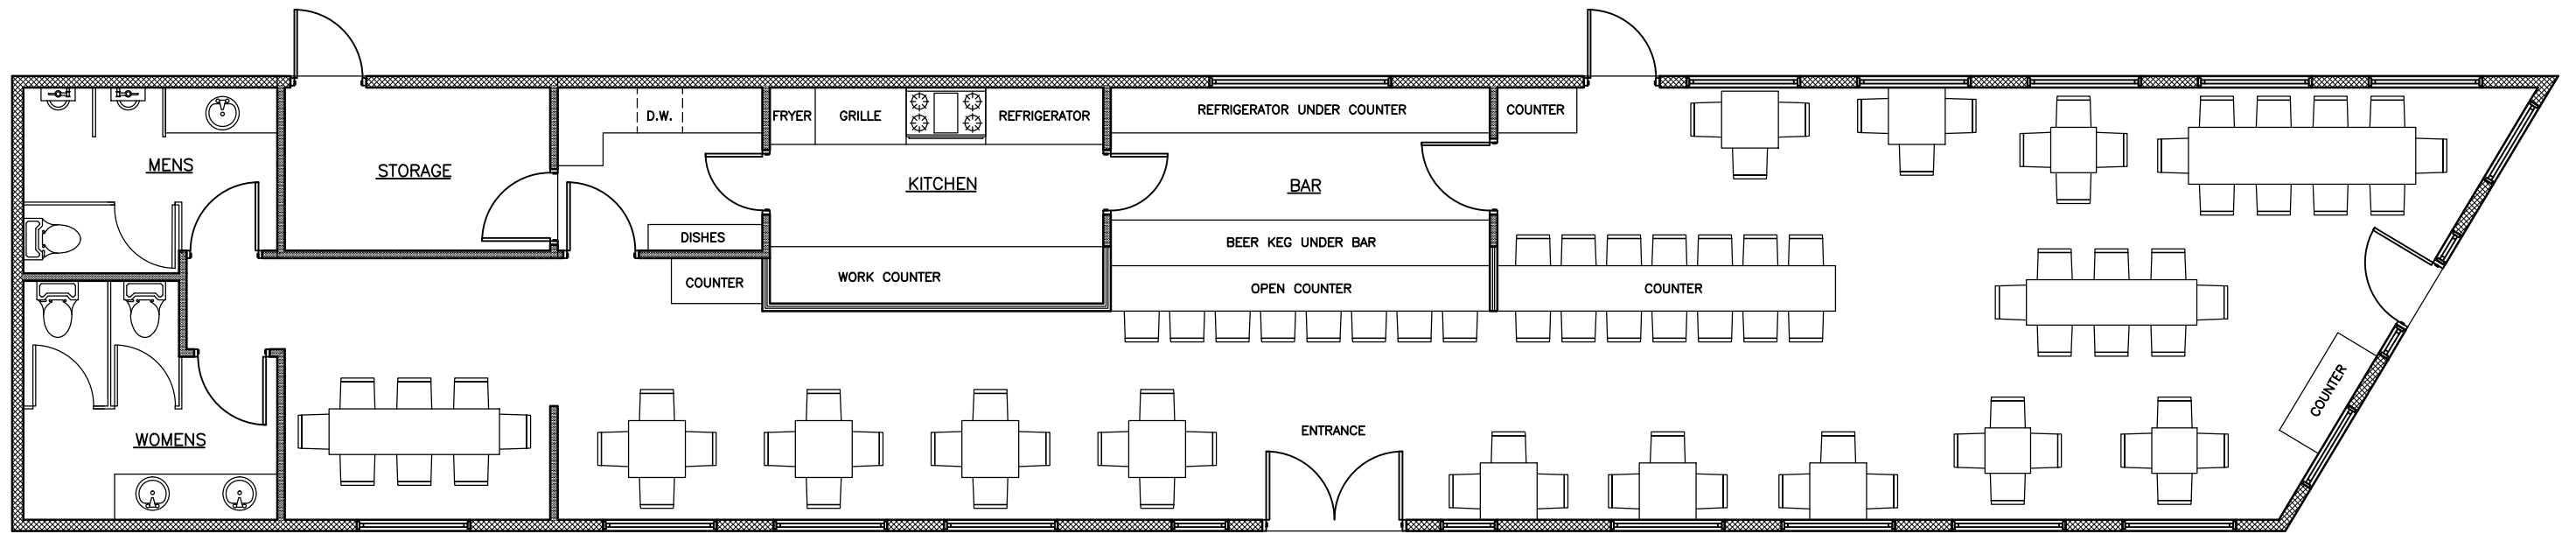 D.W.
FRYER
GRILLE
REFRIGERATOR
REFRIGERATOR UNDER COUNTER
COUNTER
MENS
STORAGE
KITCHEN
BAR
DISHES
BEER KEG UNDER BAR
COUNTER
WORK COUNTER
OPEN COUNTER
COUNTER
COUNTER
WOMENS
ENTRANCE